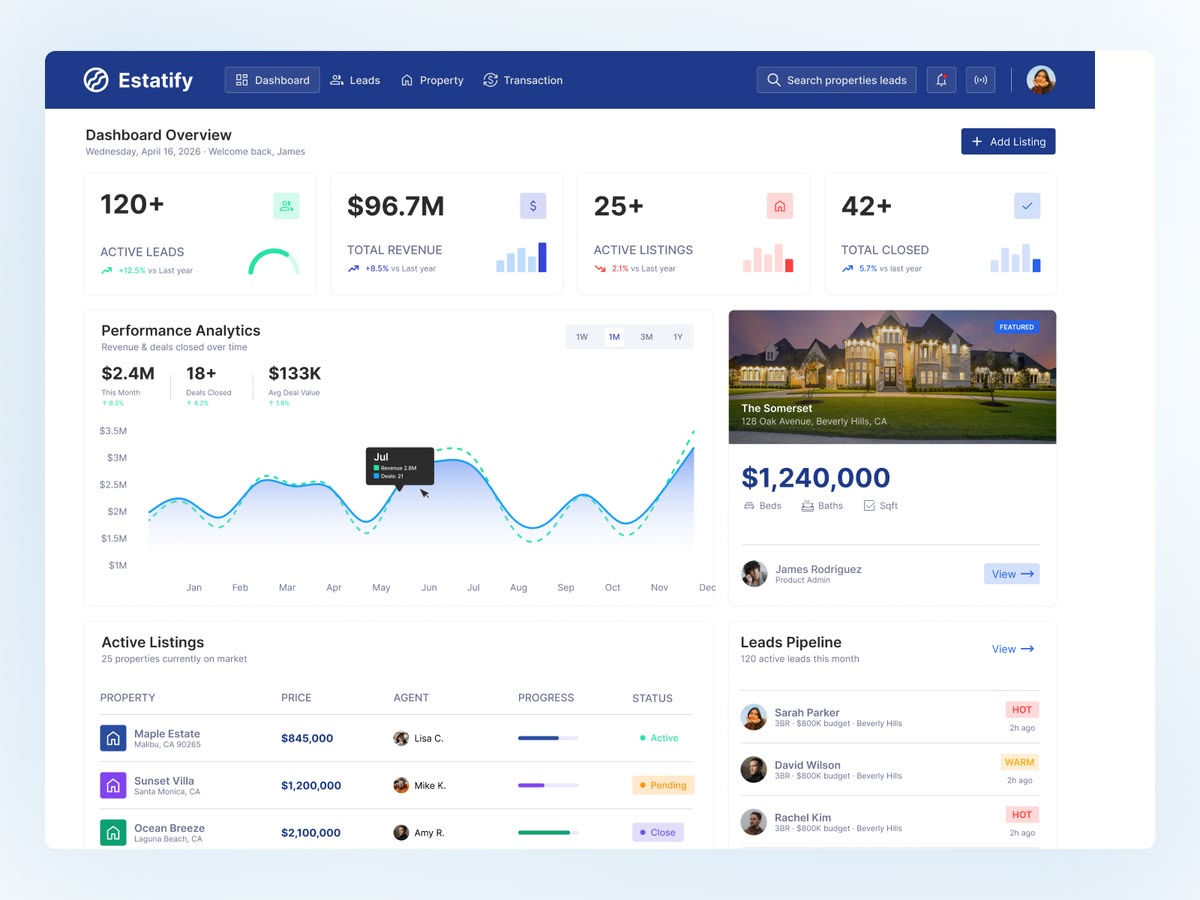 Estatify
Dashboard
Leads
Property
Transaction
Search properties leads
Dashboard Overview
Wednesday, April 16, 2026 · Welcome back, James
+ Add Listing
120+
ACTIVE LEADS
+12.5% vs Last year
$96.7M
$
TOTAL REVENUE
+8.5% vs Last year
25+
ACTIVE LISTINGS
2.1% vs Last year
42+
TOTAL CLOSED
5.7% vs last year
Performance Analytics
Revenue & deals closed over time
1W 1M 3M 1Y
$2.4M
This Month
↑ 8.3%
18+
Deals Closed
↑ 4.2%
$133K
Avg Deal Value
↑ 1.9%
$3.5M
$3M
$2.5M
$2M
$1.5M
$1M
Jul
Revenue 2.8M
Deals: 21
Jan Feb Mar Apr May Jun Jul Aug Sep Oct Nov Dec
FEATURED
The Somerset
128 Oak Avenue, Beverly Hills, CA
$1,240,000
Beds
Baths
Sqft
James Rodriguez
Product Admin
View →
Active Listings
25 properties currently on market
PROPERTY PRICE AGENT PROGRESS STATUS
Maple Estate
Malibu, CA 90265
$845,000
Lisa C.
Active
Sunset Villa
Santa Monica, CA
$1,200,000
Mike K.
Pending
Ocean Breeze
Laguna Beach, CA
$2,100,000
Amy R.
Close
Leads Pipeline
120 active leads this month
View →
Sarah Parker
3BR · $800K budget · Beverly Hills
HOT
2h ago
David Wilson
3BR · $800K budget · Beverly Hills
WARM
2h ago
Rachel Kim
3BR · $800K budget · Beverly Hills
HOT
2h ago